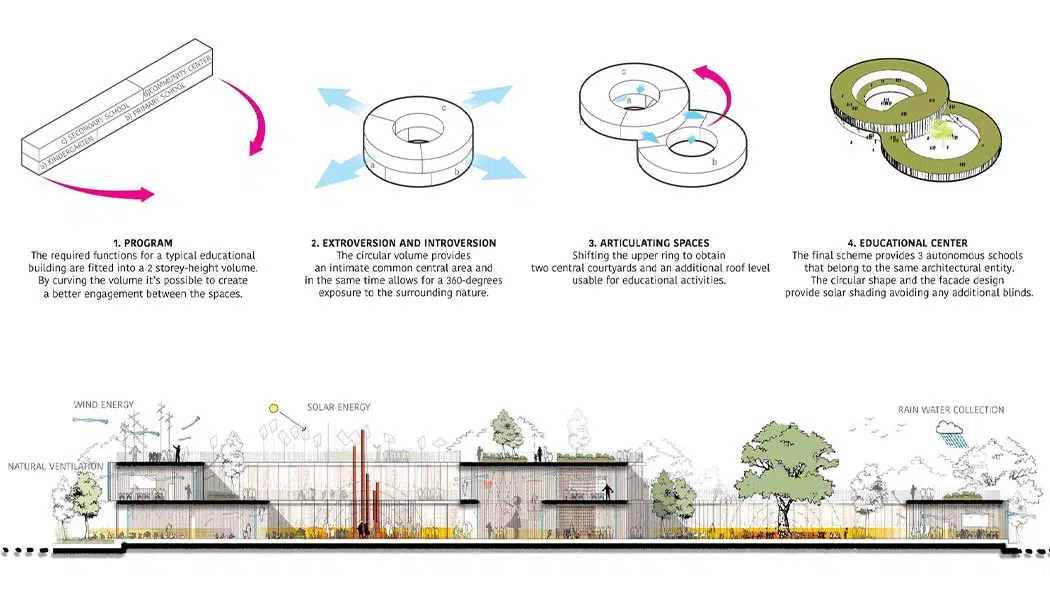 c) SECONDARY SCHOOL
d)COMMUNITY CENTER
a) KINDERGARTEN
b) PRIMARY SCHOOL
c
a
b
c
a
b
1. PROGRAM
The required functions for a typical educational
building are fitted into a 2 storey-height volume.
By curving the volume it's possible to create
a better engagement between the spaces.
2. EXTROVERSION AND INTROVERSION
The circular volume provides
an intimate common central area and
in the same time allows for a 360-degrees
exposure to the surrounding nature.
3. ARTICULATING SPACES
Shifting the upper ring to obtain
two central courtyards and an additional roof level
usable for educational activities.
4. EDUCATIONAL CENTER
The final scheme provides 3 autonomous schools
that belong to the same architectural entity.
The circular shape and the facade design
provide solar shading avoiding any additional blinds.
WIND ENERGY
SOLAR ENERGY
RAIN WATER COLLECTION
NATURAL VENTILATION